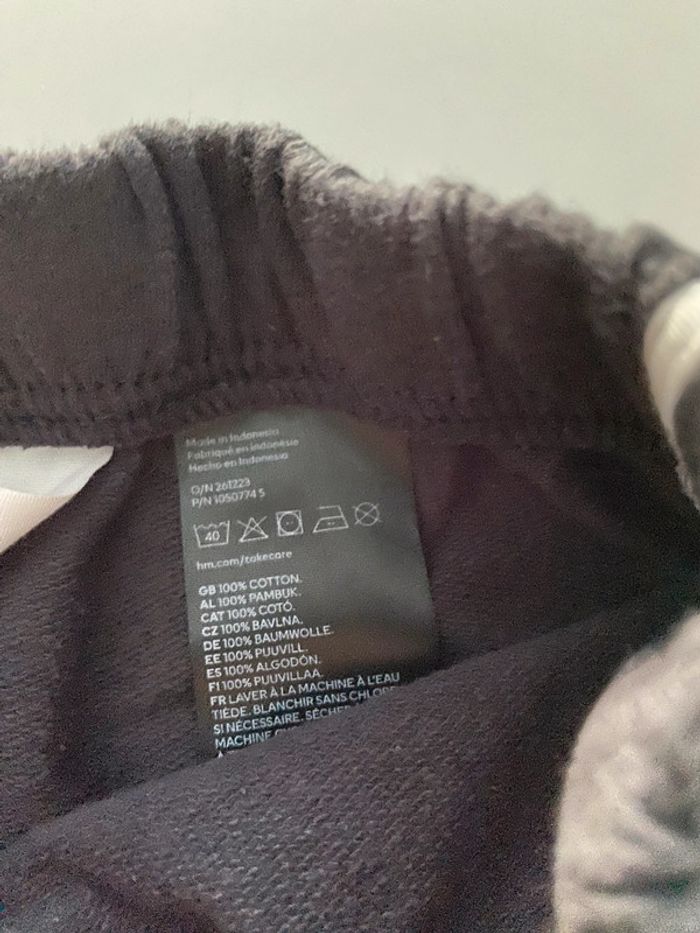 Made in Indonesia
Fabriqué en Indonésie
Hecho en Indonesia
O/N 261223
P/N 1050774 5
40
hm.com/takecare
GB 100% COTTON.
AL 100% PAMBUK.
CAT 100% COTÓ.
CZ 100% BAVLNA.
DE 100% BAUMWOLLE.
EE 100% PUUVILL.
ES 100% ALGODÓN.
FI 100% PUUVILLAA.
FR LAVER À LA MACHINE À L'EAU
TIÈDE. BLANCHIR SANS CHLORE
SI NÉCESSAIRE. SÉCHER
MACHINE